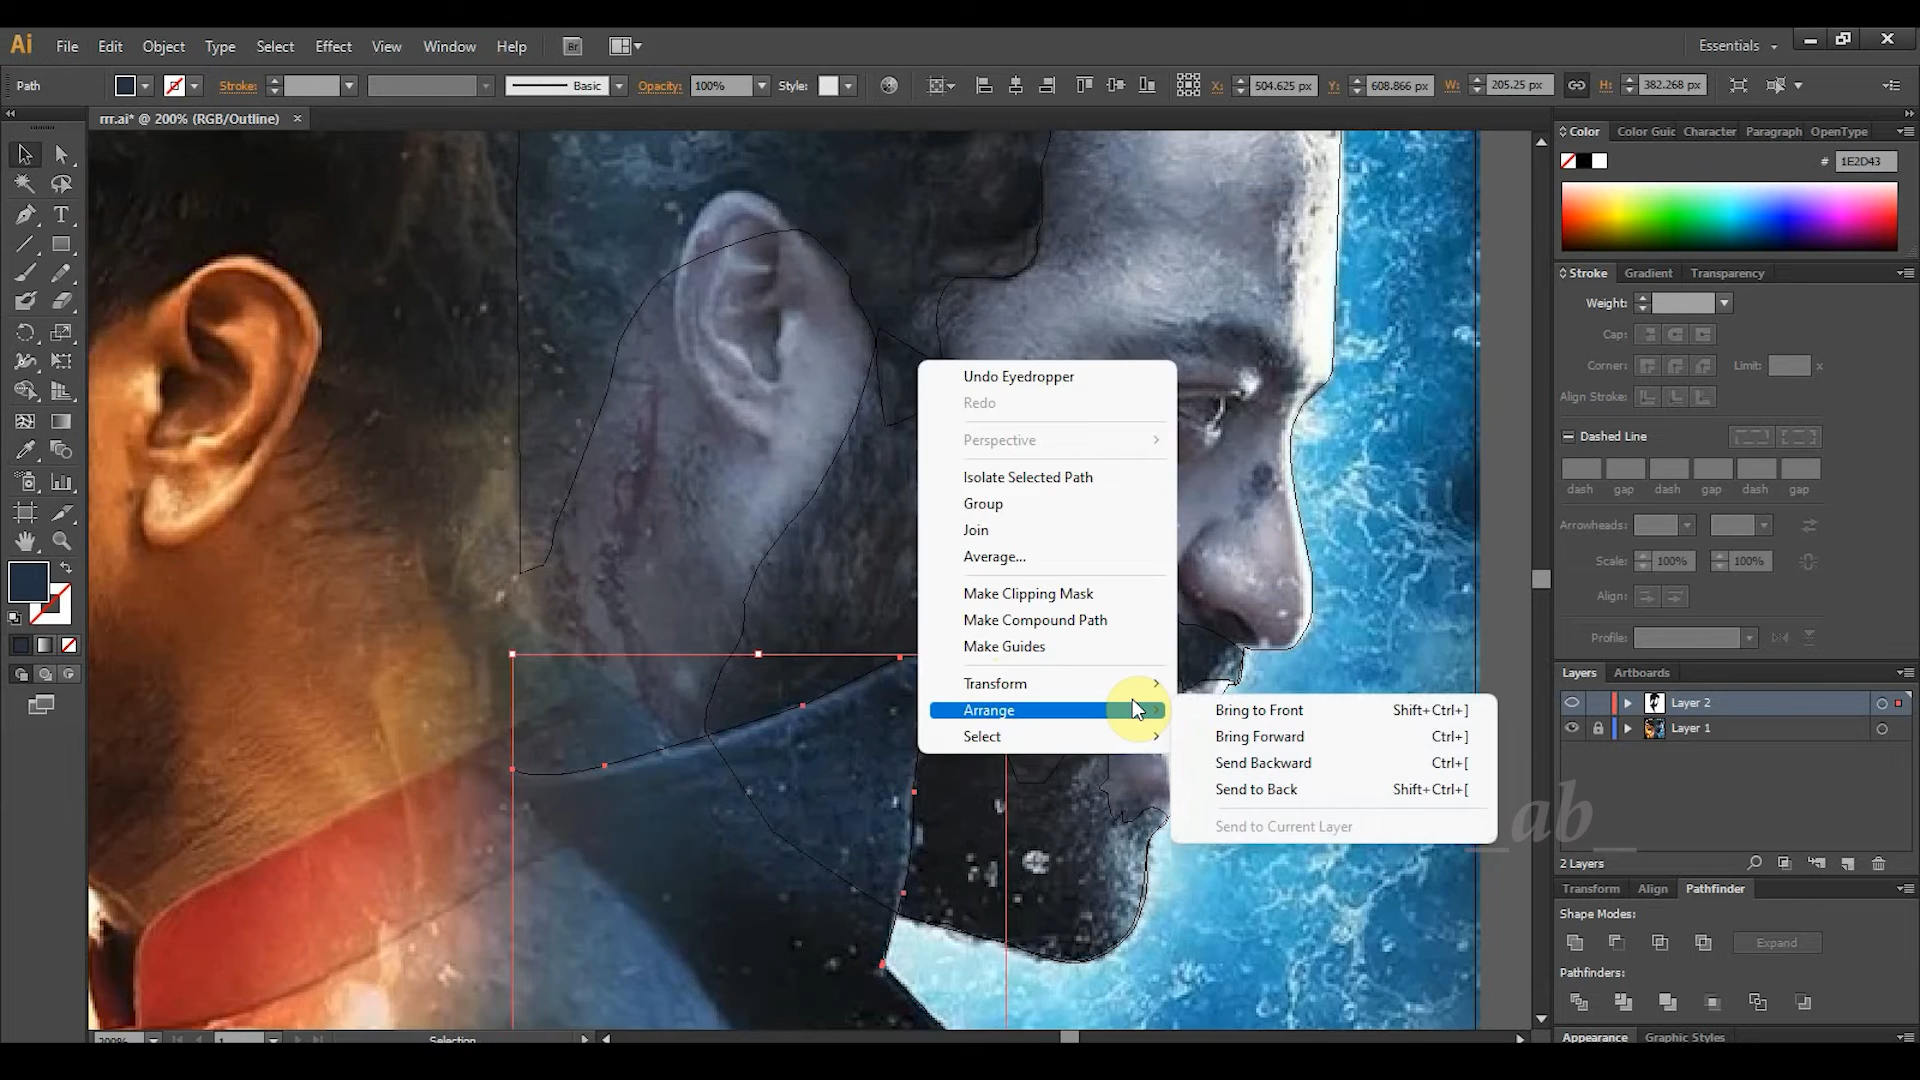 Ai File Edit Object Type Select Effect View Window Help Br Essentials
Path Stroke: Basic Opacity: 100% Style: X: 504.625 px Y: 608.866 px W: 205.25 px H: 382.268 px
rrr.ai* @ 200% (RGB/Outline) ×
Color Color Guic Character Paragraph OpenType
# 1E2D43
Stroke Gradient Transparency
Weight:
Cap:
Corner: Limit: x
Align Stroke:
Dashed Line
dash gap dash gap dash gap
Arrowheads:
Scale: 100% 100%
Align:
Profile:
Undo Eyedropper
Redo
Perspective
Isolate Selected Path
Group
Join
Average...
Make Clipping Mask
Make Compound Path
Make Guides
Transform
Arrange
Select
Bring to Front Shift+Ctrl+]
Bring Forward Ctrl+]
Send Backward Ctrl+[
Send to Back Shift+Ctrl+[
Send to Current Layer
Layers Artboards
Layer 2
Layer 1
_ab_
2 Layers
Transform Align Pathfinder
Shape Modes:
Expand
Pathfinders:
Appearance Graphic Styles
200% 1 Selection